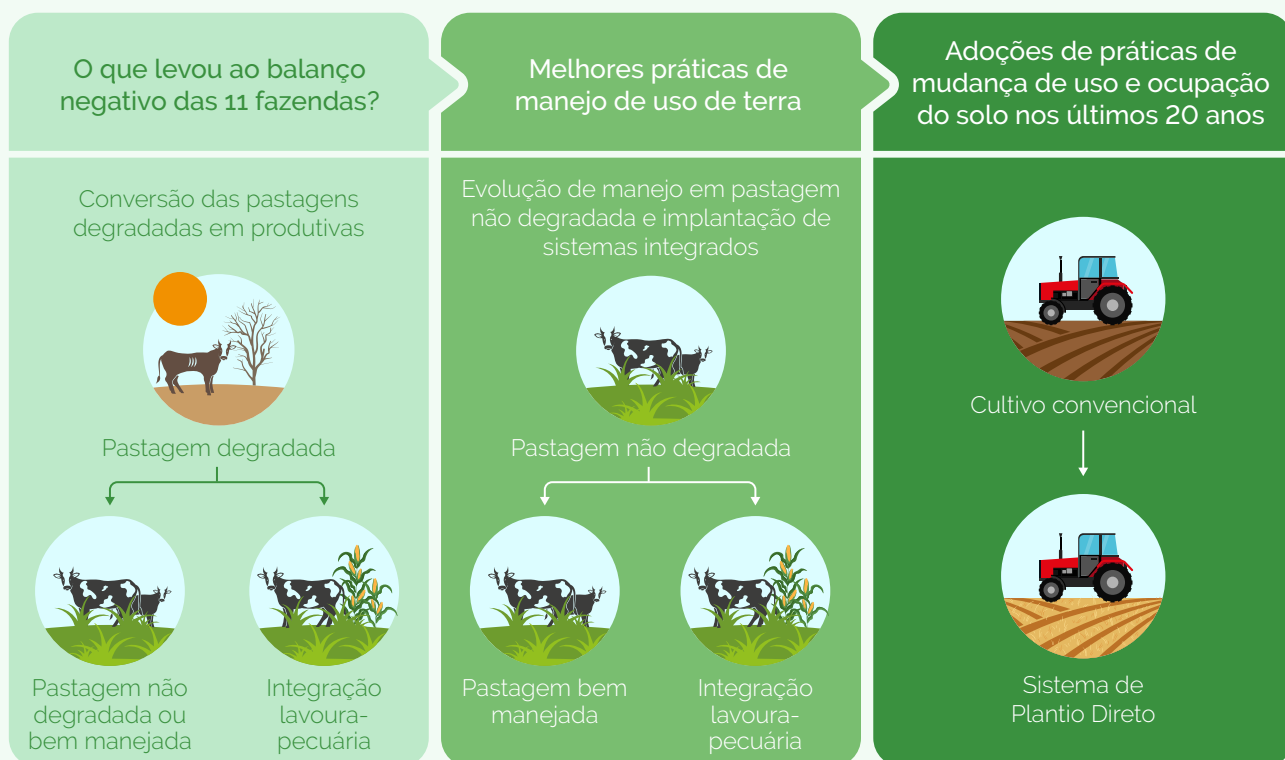 O que levou ao balanço
negativo das 11 fazendas?
Conversão das pastagens
degradadas em produtivas
Pastagem degradada
Pastagem não
degradada ou
bem manejada
Integração
lavoura-
pecuária
Melhores práticas de
manejo de uso de terra
Evolução de manejo em pastagem
não degradada e implantação de
sistemas integrados
Pastagem não degradada
Pastagem bem
manejada
Integração
lavoura-
pecuária
Adoções de práticas de
mudança de uso e ocupação
do solo nos últimos 20 anos
Cultivo convencional
Sistema de
Plantio Direto